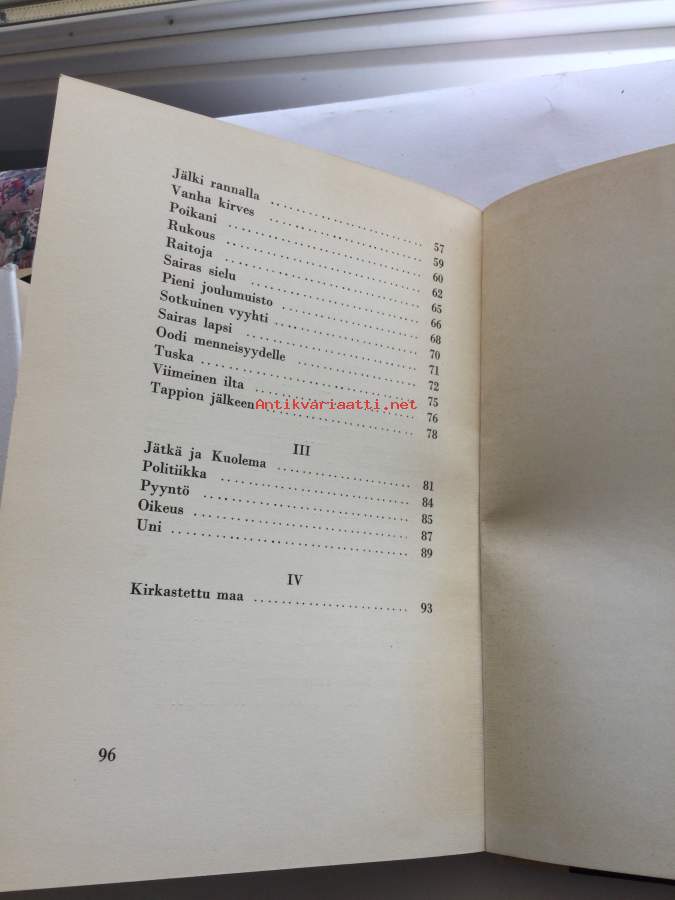 Jälki rannalla ........ 57
Vanha kirves ........ 59
Poikani ........ 60
Rukous ........ 62
Raitoja ........ 65
Sairas sielu ........ 66
Pieni joulumuisto ........ 68
Sotkuinen vyyhti ........ 70
Sairas lapsi ........ 71
Oodi menneisyydelle ........ 72
Tuska ........ 75
Viimeinen ilta ........ 76
Tappion jälkeen ........ 78
Antikvariaatti.net
III
Jätkä ja Kuolema ........ 81
Politiikka ........ 84
Pyyntö ........ 85
Oikeus ........ 87
Uni ........ 89
IV
Kirkastettu maa ........ 93
96